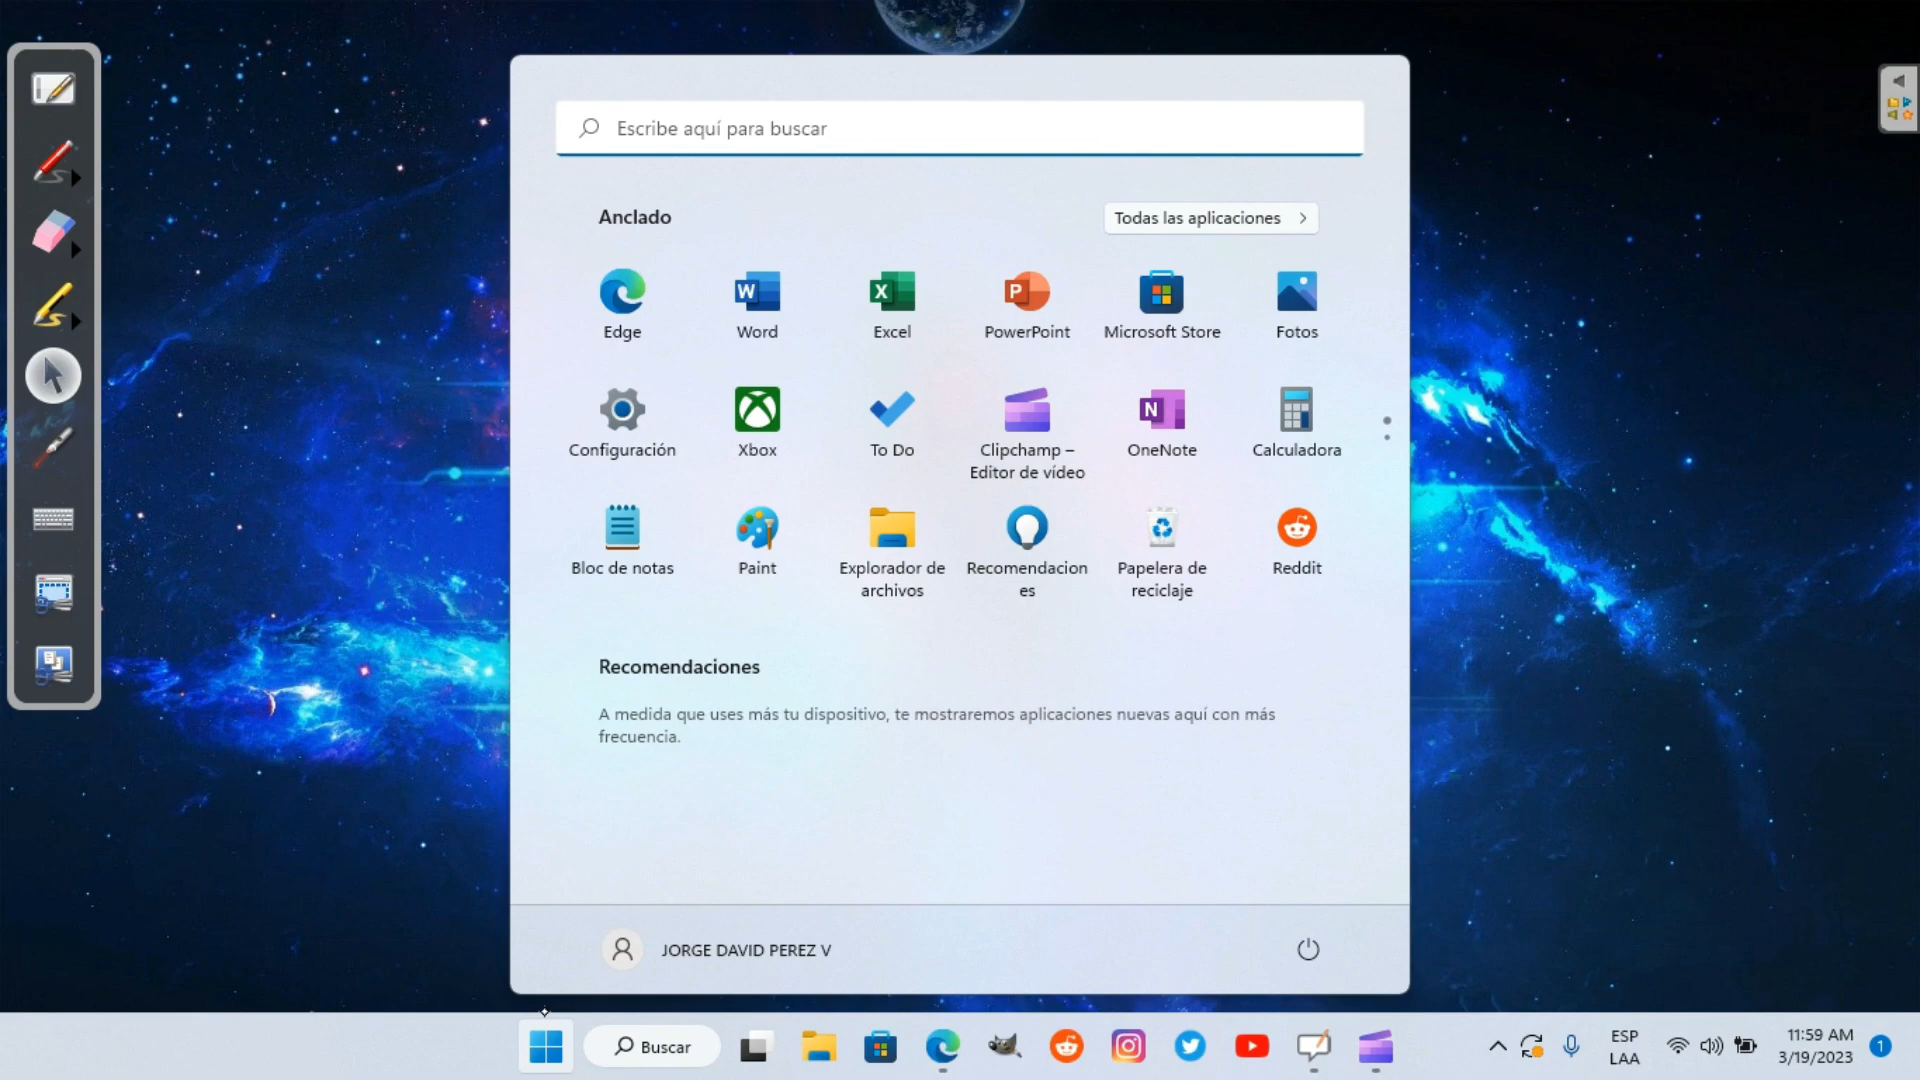 Escribe aquí para buscar
Anclado
Todas las aplicaciones
Edge
Word
Excel
PowerPoint
Microsoft Store
Fotos
Configuración
Xbox
To Do
Clipchamp –
Editor de vídeo
OneNote
Calculadora
Bloc de notas
Paint
Explorador de
archivos
Recomendacion
es
Papelera de
reciclaje
Reddit
Recomendaciones
A medida que uses más tu dispositivo, te mostraremos aplicaciones nuevas aquí con más
frecuencia.
JORGE DAVID PEREZ V
Buscar
ESP
LAA
11:59 AM
3/19/2023
1